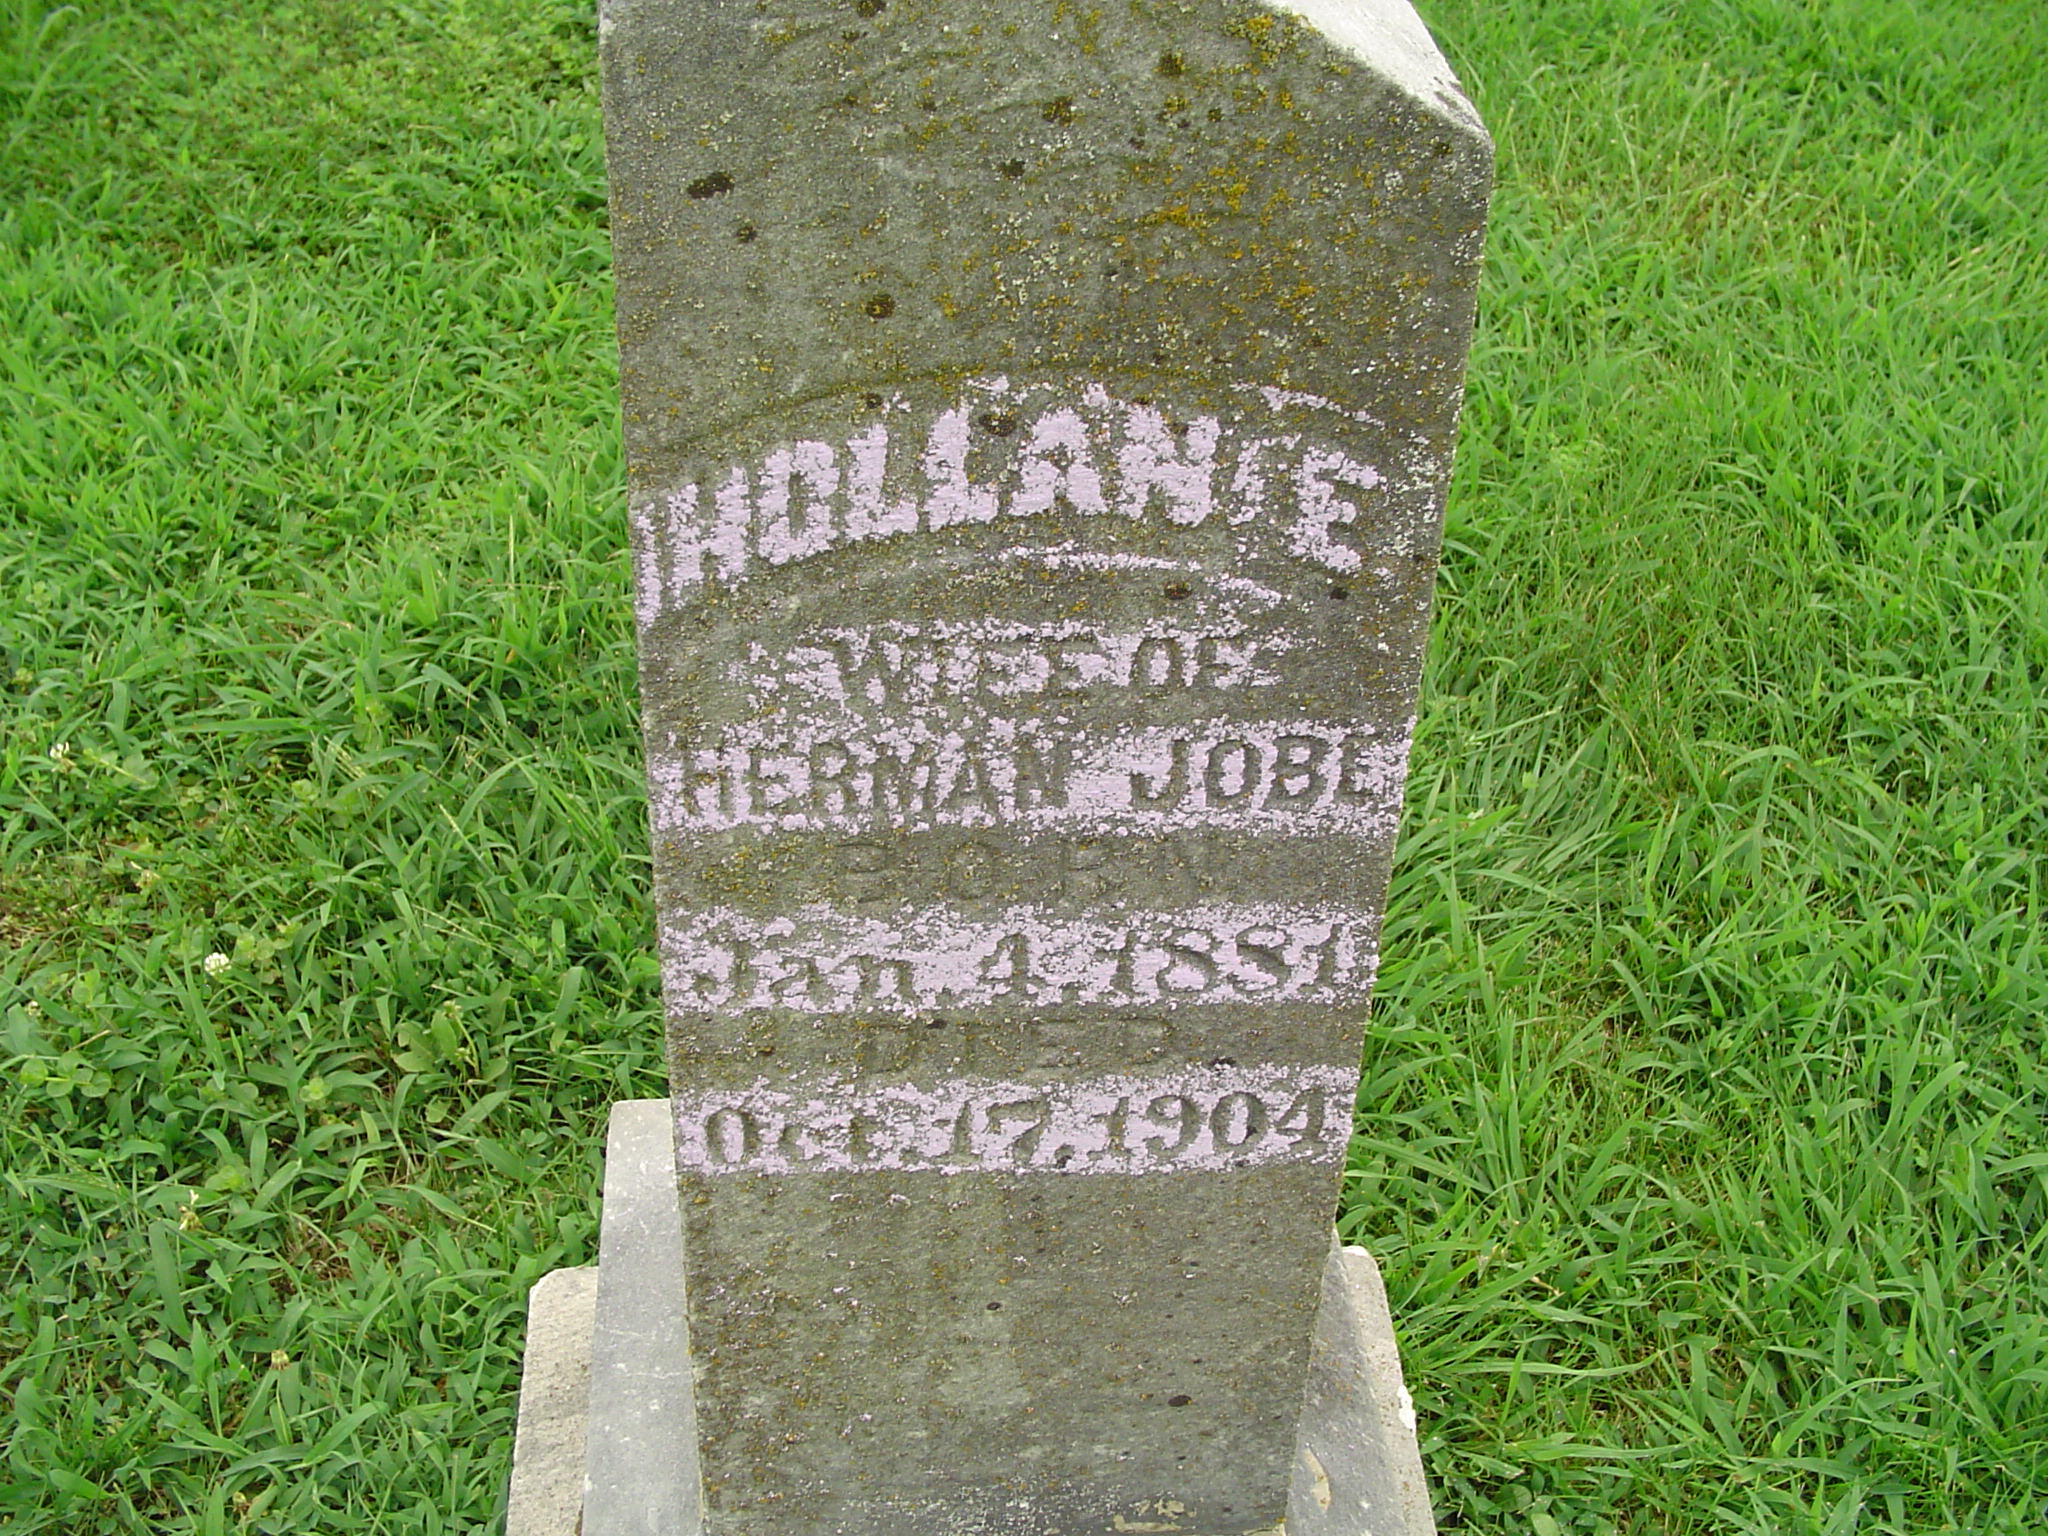 HOLLAN E.
WIFE OF
HERMAN JOBE
BORN
Jan. 4, 1881
DIED
Oct. 17, 1904